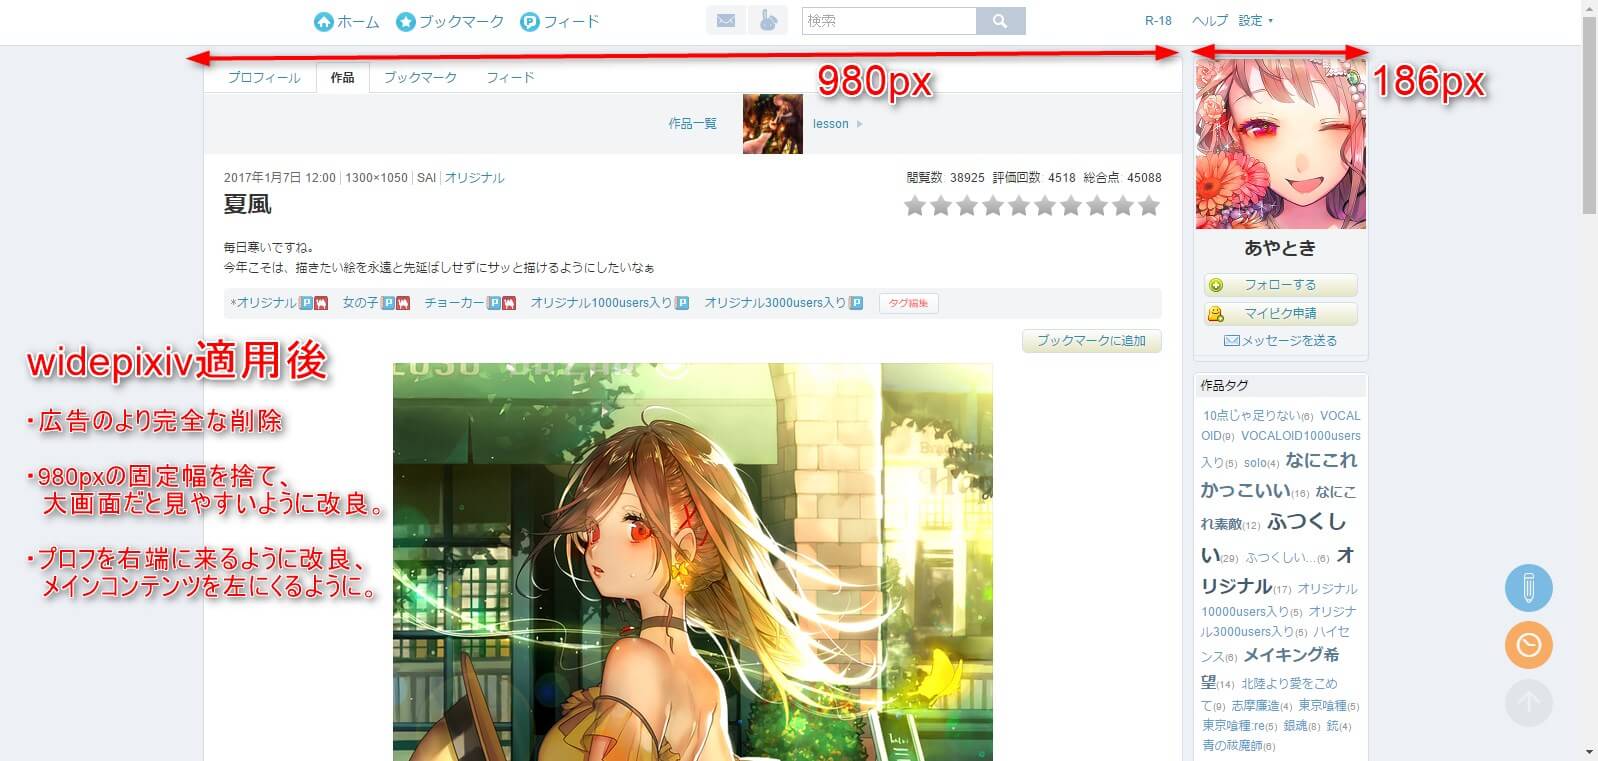 ホーム ブックマーク フィード 検索 R-18 ヘルプ 設定
980px
186px
プロフィール 作品 ブックマーク フィード
作品一覧 lesson
2017年1月7日 12:00 1300×1050 SAI オリジナル
閲覧数: 38925 評価回数: 4518 総合点: 45088
夏風
毎日寒いですね。
今年こそは、描きたい絵を永遠と先延ばしせずにサッと描けるようにしたいなぁ
*オリジナル 女の子 チョーカー オリジナル1000users入り オリジナル3000users入り タグ編集
ブックマークに追加
widepixiv適用後
・広告のより完全な削除
・980pxの固定幅を捨て、
大画面だと見やすいように改良。
・プロフを右端に来るように改良、
メインコンテンツを左にくるように。
あやとき
フォローする
マイピク申請
メッセージを送る
作品タグ
10点じゃ足りない(6) VOCAL
OID(9) VOCALOID1000users
入り(5) solo(4) なにこれ
かっこいい(16) なにこ
れ素敵(12) ふつくし
い(29) ふつくしい...(6) オ
リジナル(17) オリジナル
10000users入り(5) オリジナ
ル3000users入り(5) ハイセ
ンス(6) メイキング希
望(14) 北陸より愛をこめ
て(9) 志摩廉造(4) 東京喰種(5)
東京喰種:re(5) 銀魂(8) 銃(4)
青の祓魔師(6)